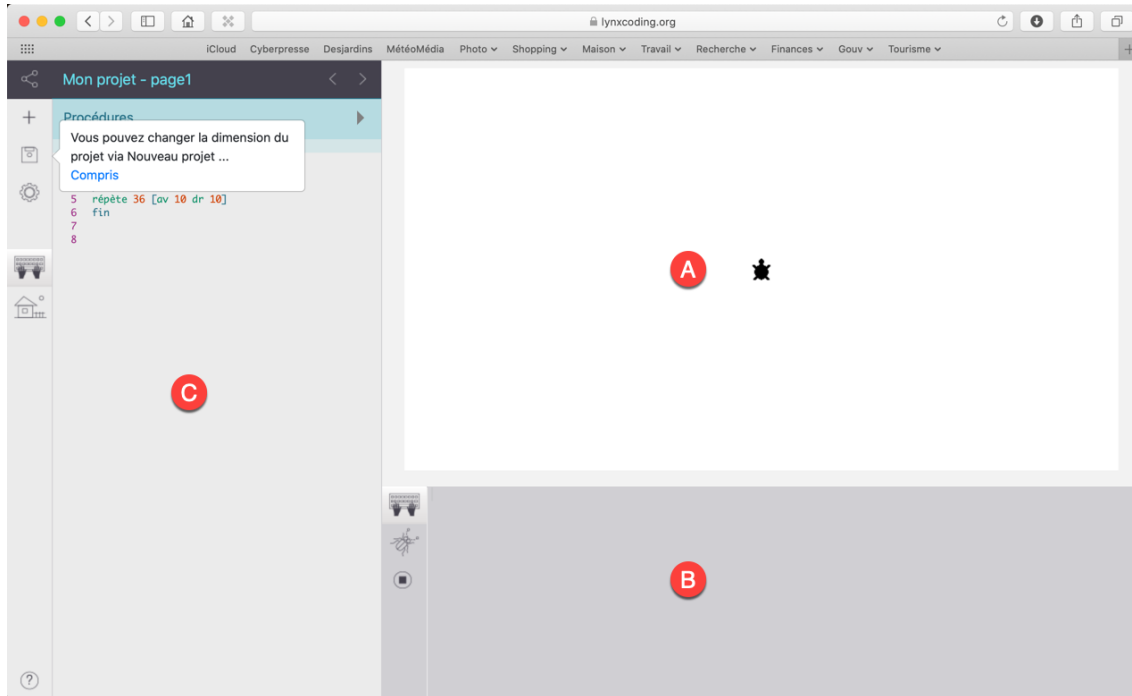 lynxcoding.org
iCloud Cyberpresse Desjardins MétéoMédia Photo Shopping Maison Travail Recherche Finances Gouv Tourisme
Mon projet - page1
Procédures
Vous pouvez changer la dimension du
projet via Nouveau projet ...
Compris
5 répète 36 [av 10 dr 10]
6 fin
7
8
A
C
B
?